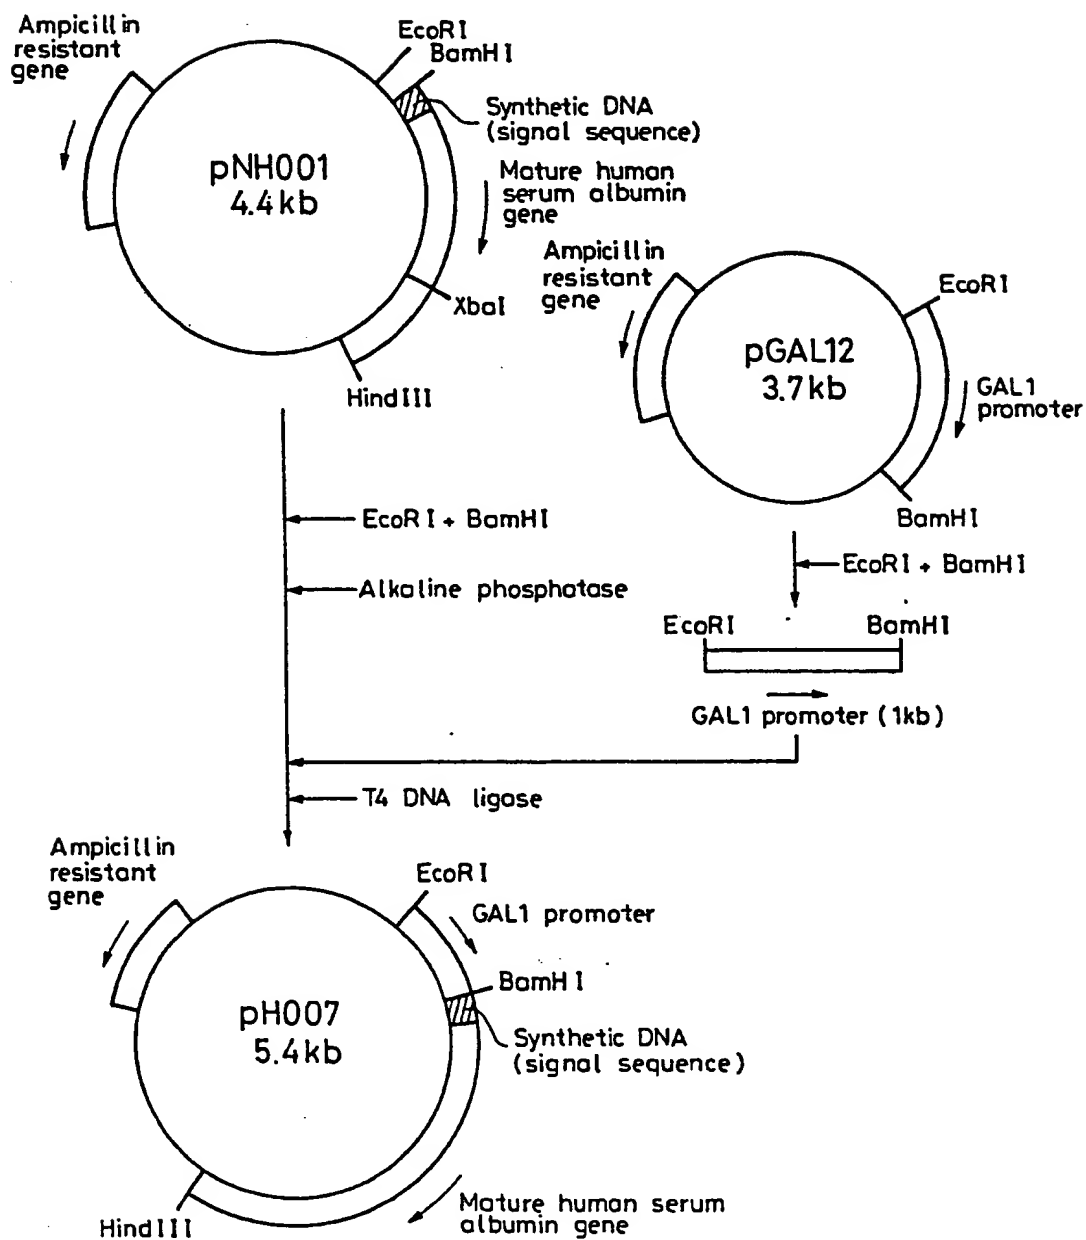 Ampicillin
resistant
gene
EcoRI
BamHI
Synthetic DNA
(signal sequence)
pNH001
4.4kb
Mature human
serum albumin
gene
XbaI
HindIII
Ampicillin
resistant
gene
EcoRI
pGAL12
3.7kb
GAL1
promoter
BamHI
EcoRI + BamHI
EcoRI + BamHI
Alkaline phosphatase
EcoRI
BamHI
GAL1 promoter (1kb)
T4 DNA ligase
Ampicillin
resistant
gene
EcoRI
GAL1 promoter
BamHI
pH007
5.4kb
Synthetic DNA
(signal sequence)
HindIII
Mature human serum
albumin gene